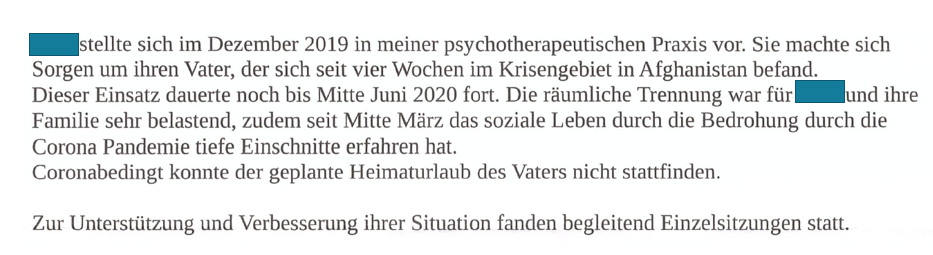 stellte sich im Dezember 2019 in meiner psychotherapeutischen Praxis vor. Sie machte sich
Sorgen um ihren Vater, der sich seit vier Wochen im Krisengebiet in Afghanistan befand.
Dieser Einsatz dauerte noch bis Mitte Juni 2020 fort. Die räumliche Trennung war für und ihre
Familie sehr belastend, zudem seit Mitte März das soziale Leben durch die Bedrohung durch die
Corona Pandemie tiefe Einschnitte erfahren hat.
Coronabedingt konnte der geplante Heimaturlaub des Vaters nicht stattfinden.
Zur Unterstützung und Verbesserung ihrer Situation fanden begleitend Einzelsitzungen statt.